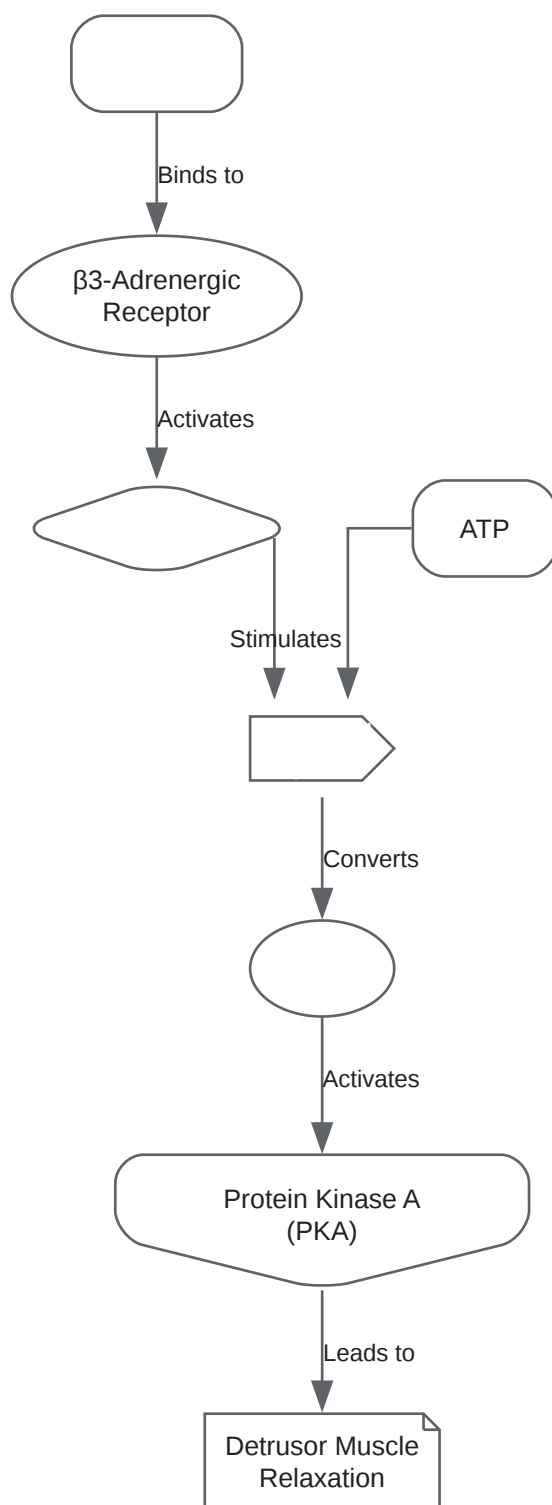 Binds to
β3-Adrenergic
Receptor
Activates
ATP
Stimulates
Converts
Activates
Protein Kinase A
(PKA)
Leads to
Detrusor Muscle
Relaxation